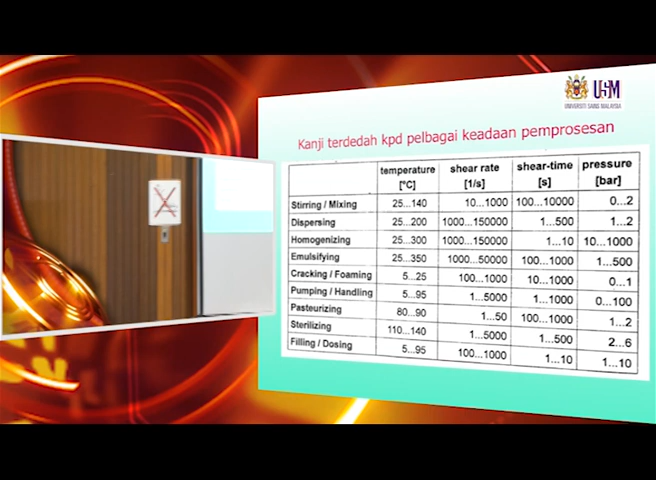 USM
UNIVERSITI SAINS MALAYSIA
Kanji terdedah kpd pelbagai keadaan pemprosesan
temperature [°C] shear rate [1/s] shear-time [s] pressure [bar]
Stirring / Mixing 25...140 10...1000 100...10000 0...2
Dispersing 25...200 1000...150000 1...500 1...2
Homogenizing 25...300 1000...150000 1...10 10...1000
Emulsifying 25...350 1000...50000 100...1000 1...500
Cracking / Foaming 5...25 100...1000 10...1000 0...1
Pumping / Handling 5...95 1...5000 1...1000 0...100
Pasteurizing 80...90 1...50 100...1000 1...2
Sterilizing 110...140 1...5000 1...500 2...6
Filling / Dosing 5...95 100...1000 1...10 1...10